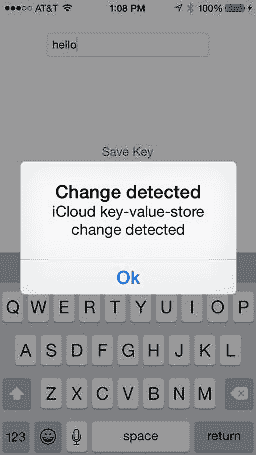 AT&T 1:08 PM 100%
hello
Save Key
Change detected
iCloud key-value-store
change detected
Ok
Q W E R T Y U I O P
A S D F G H J K L
Z X C V B N M
123 space return